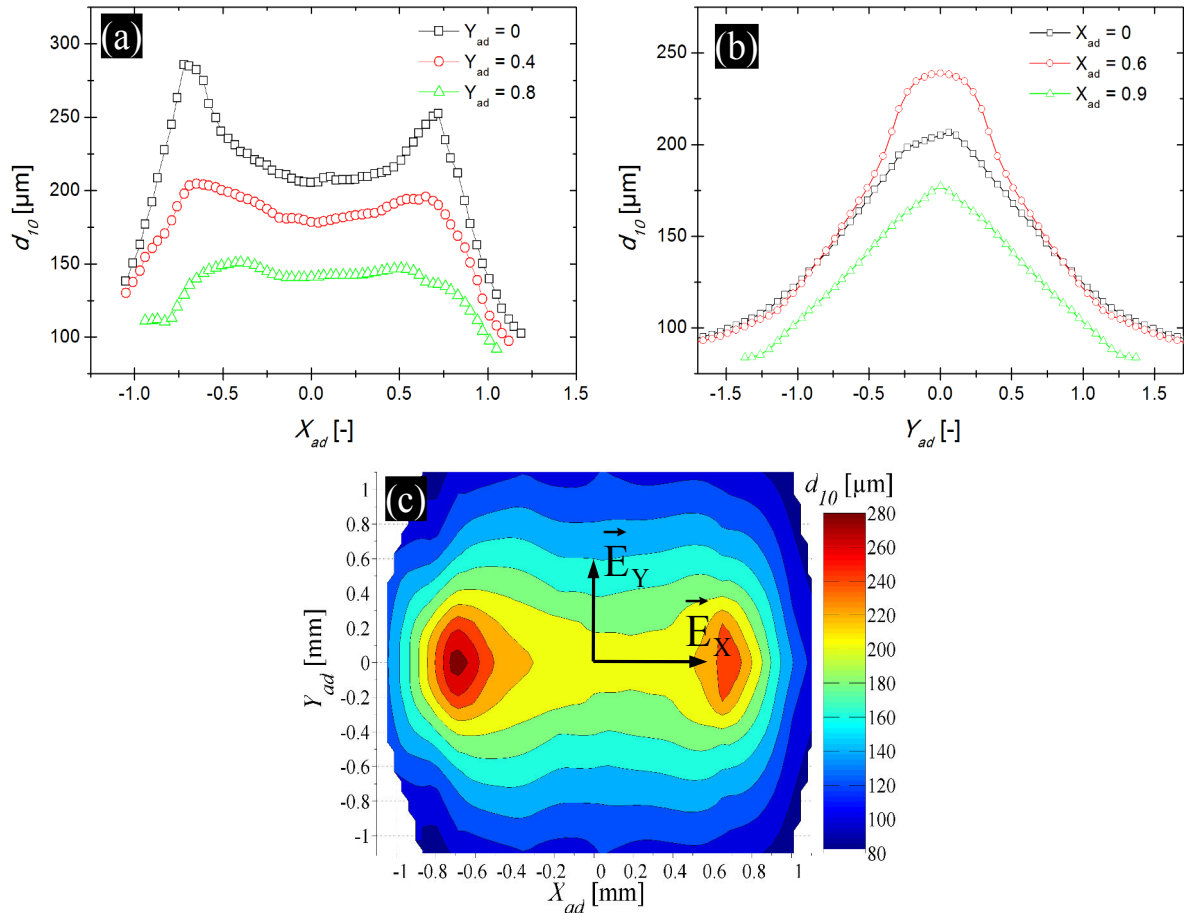 (a)
Y_ad = 0
Y_ad = 0.4
Y_ad = 0.8
300
250
200
150
100
d_10 [µm]
-1.0 -0.5 0.0 0.5 1.0 1.5
X_ad [-]
(b)
X_ad = 0
X_ad = 0.6
X_ad = 0.9
250
200
150
100
d_10 [µm]
-1.5 -1.0 -0.5 0.0 0.5 1.0 1.5
Y_ad [-]
(c)
1
0.8
0.6
0.4
0.2
0
-0.2
-0.4
-0.6
-0.8
-1
Y_ad [mm]
E_Y
E_X
-1 -0.8 -0.6 -0.4 -0.2 0 0.2 0.4 0.6 0.8 1
X_ad [mm]
d_10 [µm]
280
260
240
220
200
180
160
140
120
100
80